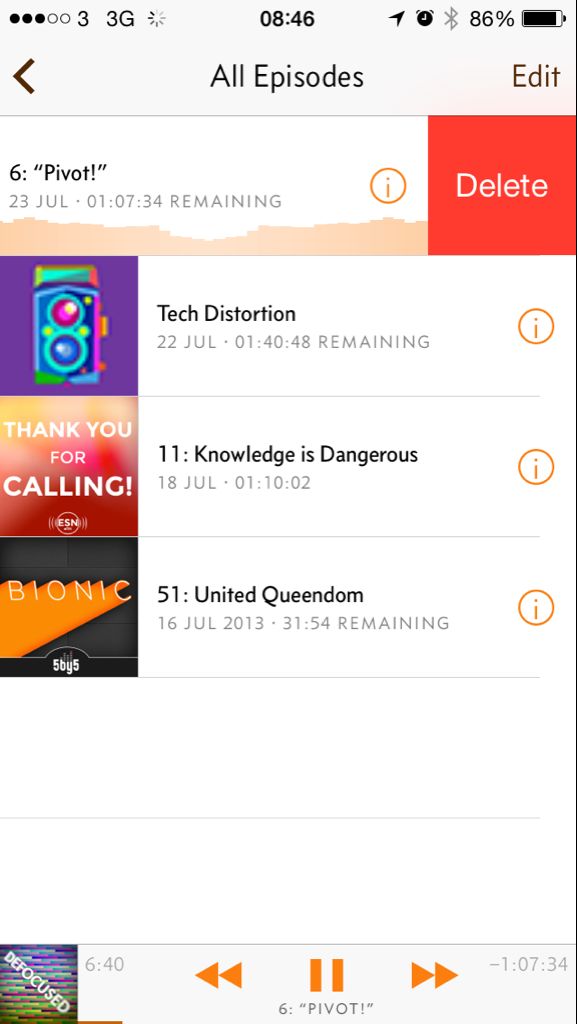 3 3G 08:46 86%
All Episodes Edit
6: “Pivot!”
23 JUL · 01:07:34 REMAINING
Delete
Tech Distortion
22 JUL · 01:40:48 REMAINING
THANK YOU
FOR
CALLING!
ESN
11: Knowledge is Dangerous
18 JUL · 01:10:02
BIONIC
5by5
51: United Queendom
16 JUL 2013 · 31:54 REMAINING
DEFOCUSED
6:40
−1:07:34
6: “PIVOT!”